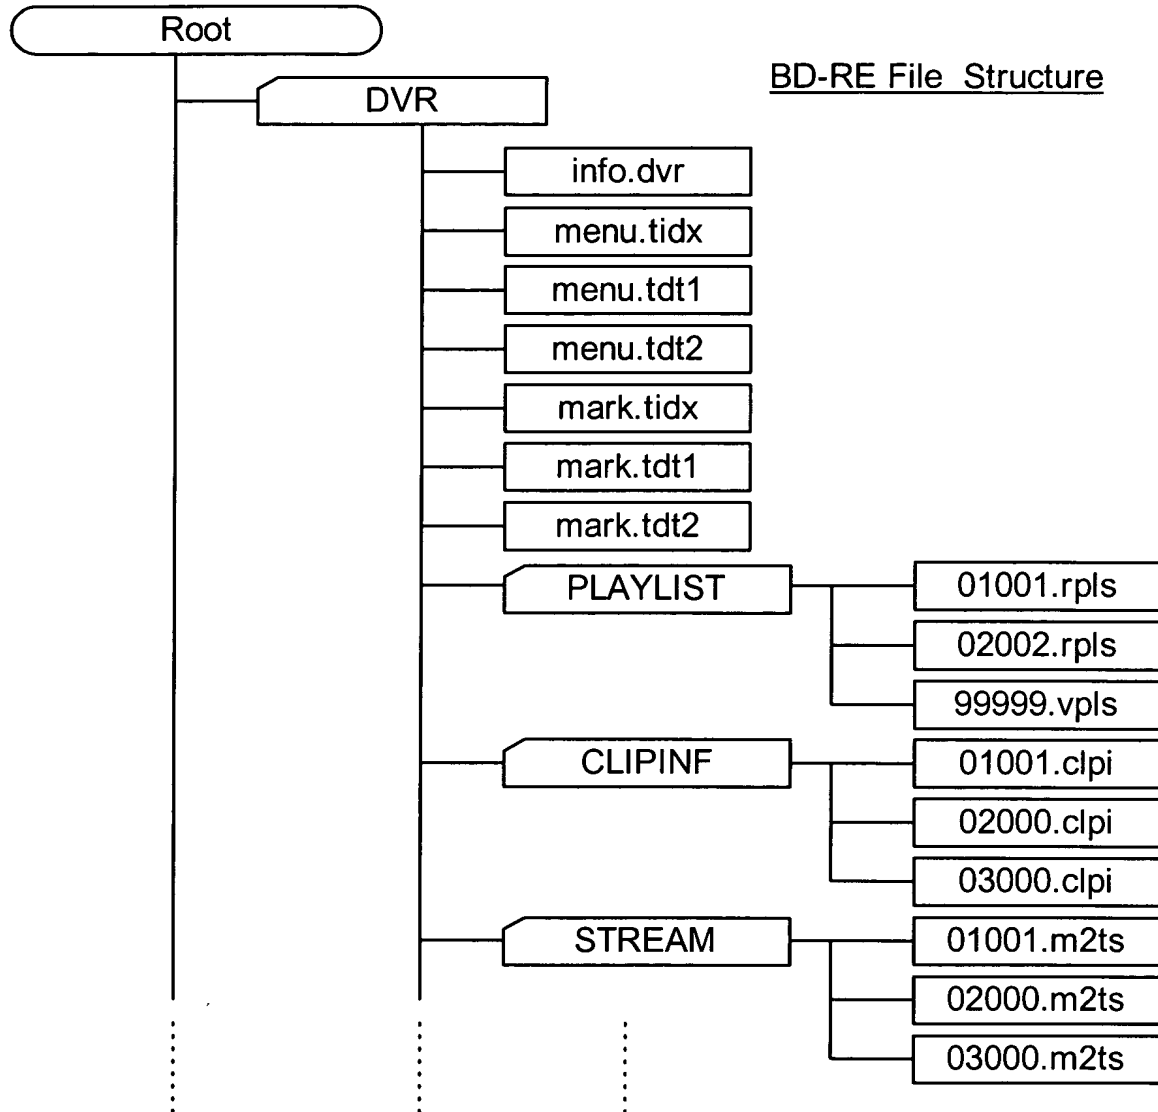 Root
BD-RE File Structure
DVR
info.dvr
menu.tidx
menu.tdt1
menu.tdt2
mark.tidx
mark.tdt1
mark.tdt2
PLAYLIST
01001.rpls
02002.rpls
99999.vpls
CLIPINF
01001.clpi
02000.clpi
03000.clpi
STREAM
01001.m2ts
02000.m2ts
03000.m2ts